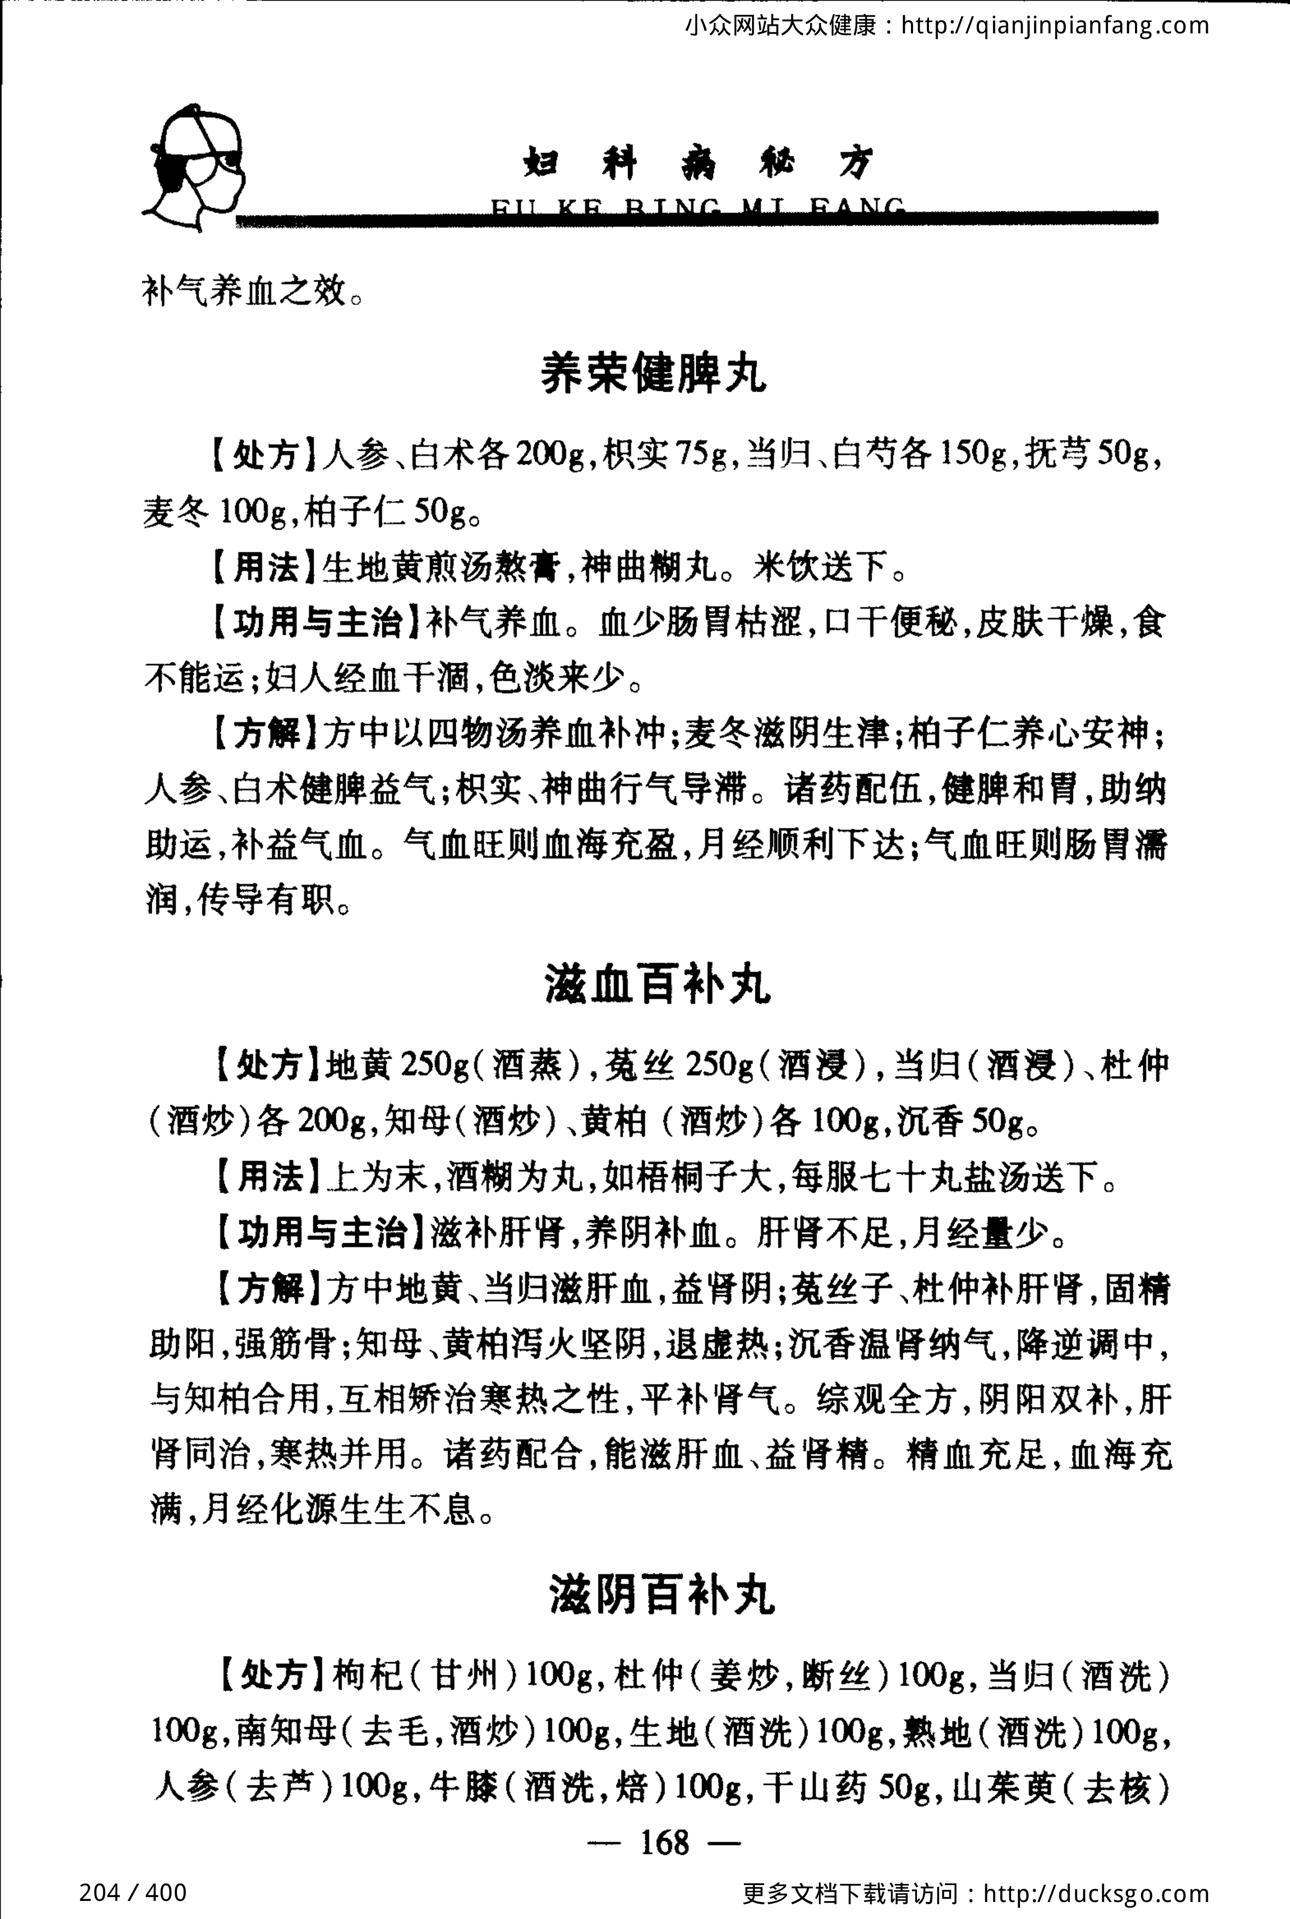 小众网站大众健康：http://qianjinpianfang.com
妇科病秘方
FU KE BING MI FANG
补气养血之效。
养荣健脾丸
【处方】人参、白术各200g,枳实75g,当归、白芍各150g,抚芎50g,
麦冬100g,柏子仁50g。
【用法】生地黄煎汤熬膏,神曲糊丸。米饮送下。
【功用与主治】补气养血。血少肠胃枯涩,口干便秘,皮肤干燥,食
不能运;妇人经血干涸,色淡来少。
【方解】方中以四物汤养血补冲;麦冬滋阴生津;柏子仁养心安神;
人参、白术健脾益气;枳实、神曲行气导滞。诸药配伍,健脾和胃,助纳
助运,补益气血。气血旺则血海充盈,月经顺利下达;气血旺则肠胃濡
润,传导有职。
滋血百补丸
【处方】地黄250g(酒蒸),菟丝250g(酒浸),当归(酒浸)、杜仲
(酒炒)各200g,知母(酒炒)、黄柏(酒炒)各100g,沉香50g。
【用法】上为末,酒糊为丸,如梧桐子大,每服七十丸盐汤送下。
【功用与主治】滋补肝肾,养阴补血。肝肾不足,月经量少。
【方解】方中地黄、当归滋肝血,益肾阴;菟丝子、杜仲补肝肾,固精
助阳,强筋骨;知母、黄柏泻火坚阴,退虚热;沉香温肾纳气,降逆调中,
与知柏合用,互相矫治寒热之性,平补肾气。综观全方,阴阳双补,肝
肾同治,寒热并用。诸药配合,能滋肝血、益肾精。精血充足,血海充
满,月经化源生生不息。
滋阴百补丸
【处方】枸杞(甘州)100g,杜仲(姜炒,断丝)100g,当归(酒洗)
100g,南知母(去毛,酒炒)100g,生地(酒洗)100g,熟地(酒洗)100g,
人参(去芦)100g,牛膝(酒洗,焙)100g,干山药50g,山茱萸(去核)
— 168 —
204 / 400
更多文档下载请访问：http://ducksgo.com